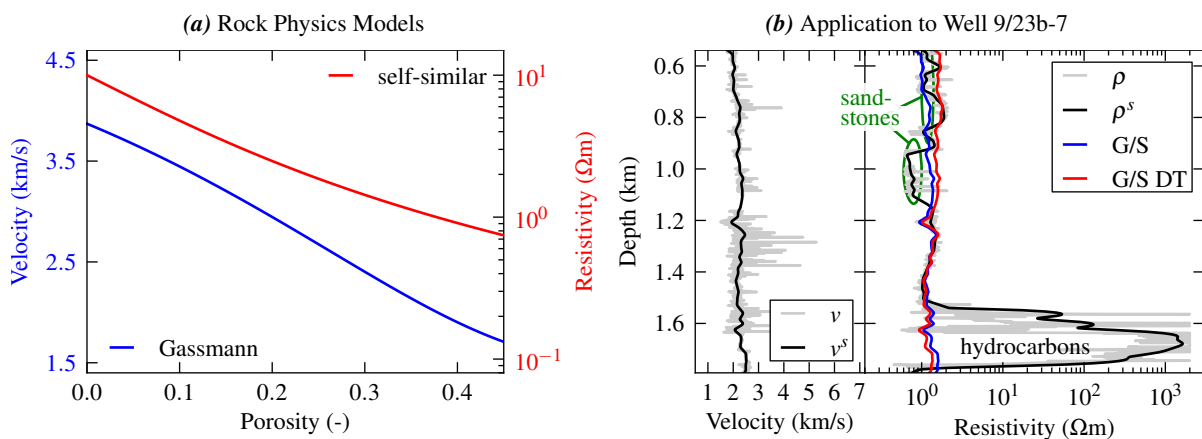 (a) Rock Physics Models
4.5
3.5
2.5
1.5
Velocity (km/s)
self-similar
Gassmann
10¹
10⁰
10⁻¹
Resistivity (Ωm)
0.0 0.1 0.2 0.3 0.4
Porosity (-)
(b) Application to Well 9/23b-7
0.6
0.8
1.0
1.2
1.4
1.6
Depth (km)
sand-
stones
v
vˢ
1 2 3 4 5 6 7
Velocity (km/s)
ρ
ρˢ
G/S
G/S DT
hydrocarbons
10⁰ 10¹ 10² 10³
Resistivity (Ωm)